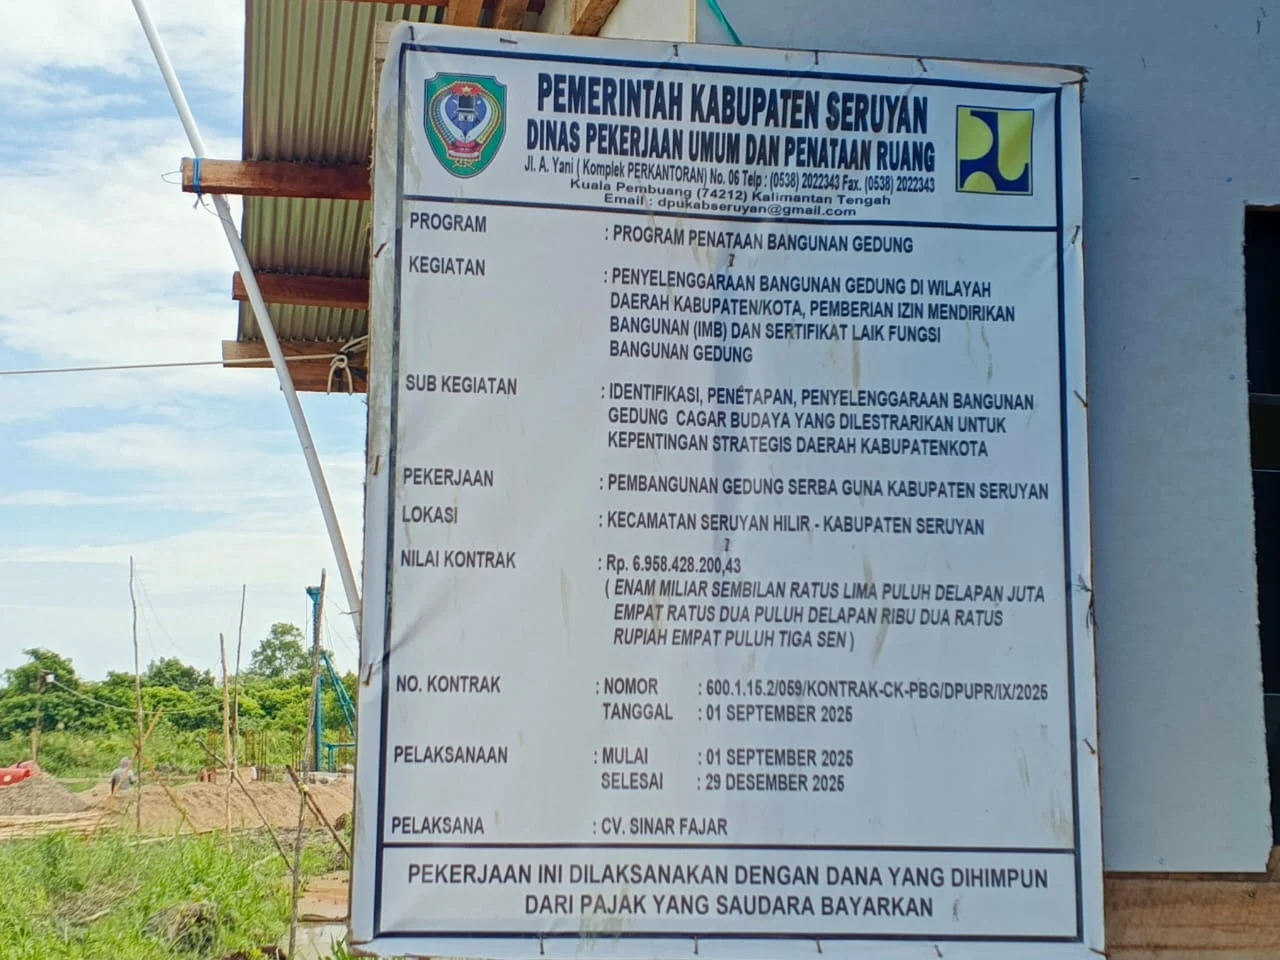 PEMERINTAH KABUPATEN SERUYAN
DINAS PEKERJAAN UMUM DAN PENATAAN RUANG
Jl. A. Yani ( Komplek PERKANTORAN) No. 06 Telp : (0538) 2022343 Fax. (0538) 2022343
Kuala Pembuang (74212) Kalimantan Tengah
Email : dpukabseruyan@gmail.com
PROGRAM : PROGRAM PENATAAN BANGUNAN GEDUNG
KEGIATAN : PENYELENGGARAAN BANGUNAN GEDUNG DI WILAYAH
DAERAH KABUPATEN/KOTA, PEMBERIAN IZIN MENDIRIKAN
BANGUNAN (IMB) DAN SERTIFIKAT LAIK FUNGSI
BANGUNAN GEDUNG
SUB KEGIATAN : IDENTIFIKASI, PENETAPAN, PENYELENGGARAAN BANGUNAN
GEDUNG CAGAR BUDAYA YANG DILESTRARIKAN UNTUK
KEPENTINGAN STRATEGIS DAERAH KABUPATENKOTA
PEKERJAAN : PEMBANGUNAN GEDUNG SERBA GUNA KABUPATEN SERUYAN
LOKASI : KECAMATAN SERUYAN HILIR - KABUPATEN SERUYAN
NILAI KONTRAK : Rp. 6.958.428.200,43
( ENAM MILIAR SEMBILAN RATUS LIMA PULUH DELAPAN JUTA
EMPAT RATUS DUA PULUH DELAPAN RIBU DUA RATUS
RUPIAH EMPAT PULUH TIGA SEN )
NO. KONTRAK : NOMOR : 600.1.15.2/059/KONTRAK-CK-PBG/DPUPR/IX/2025
TANGGAL : 01 SEPTEMBER 2025
PELAKSANAAN : MULAI : 01 SEPTEMBER 2025
SELESAI : 29 DESEMBER 2025
PELAKSANA : CV. SINAR FAJAR
PEKERJAAN INI DILAKSANAKAN DENGAN DANA YANG DIHIMPUN
DARI PAJAK YANG SAUDARA BAYARKAN